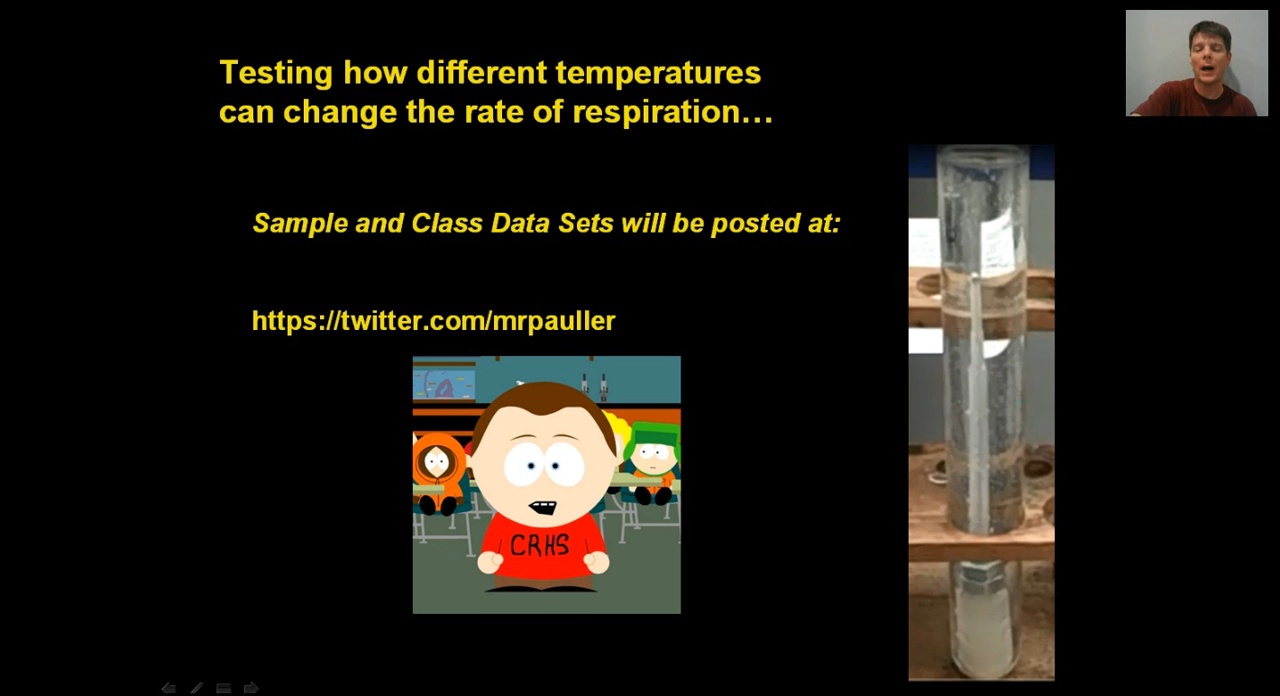 Testing how different temperatures
can change the rate of respiration…
Sample and Class Data Sets will be posted at:
https://twitter.com/mrpauller
CRHS